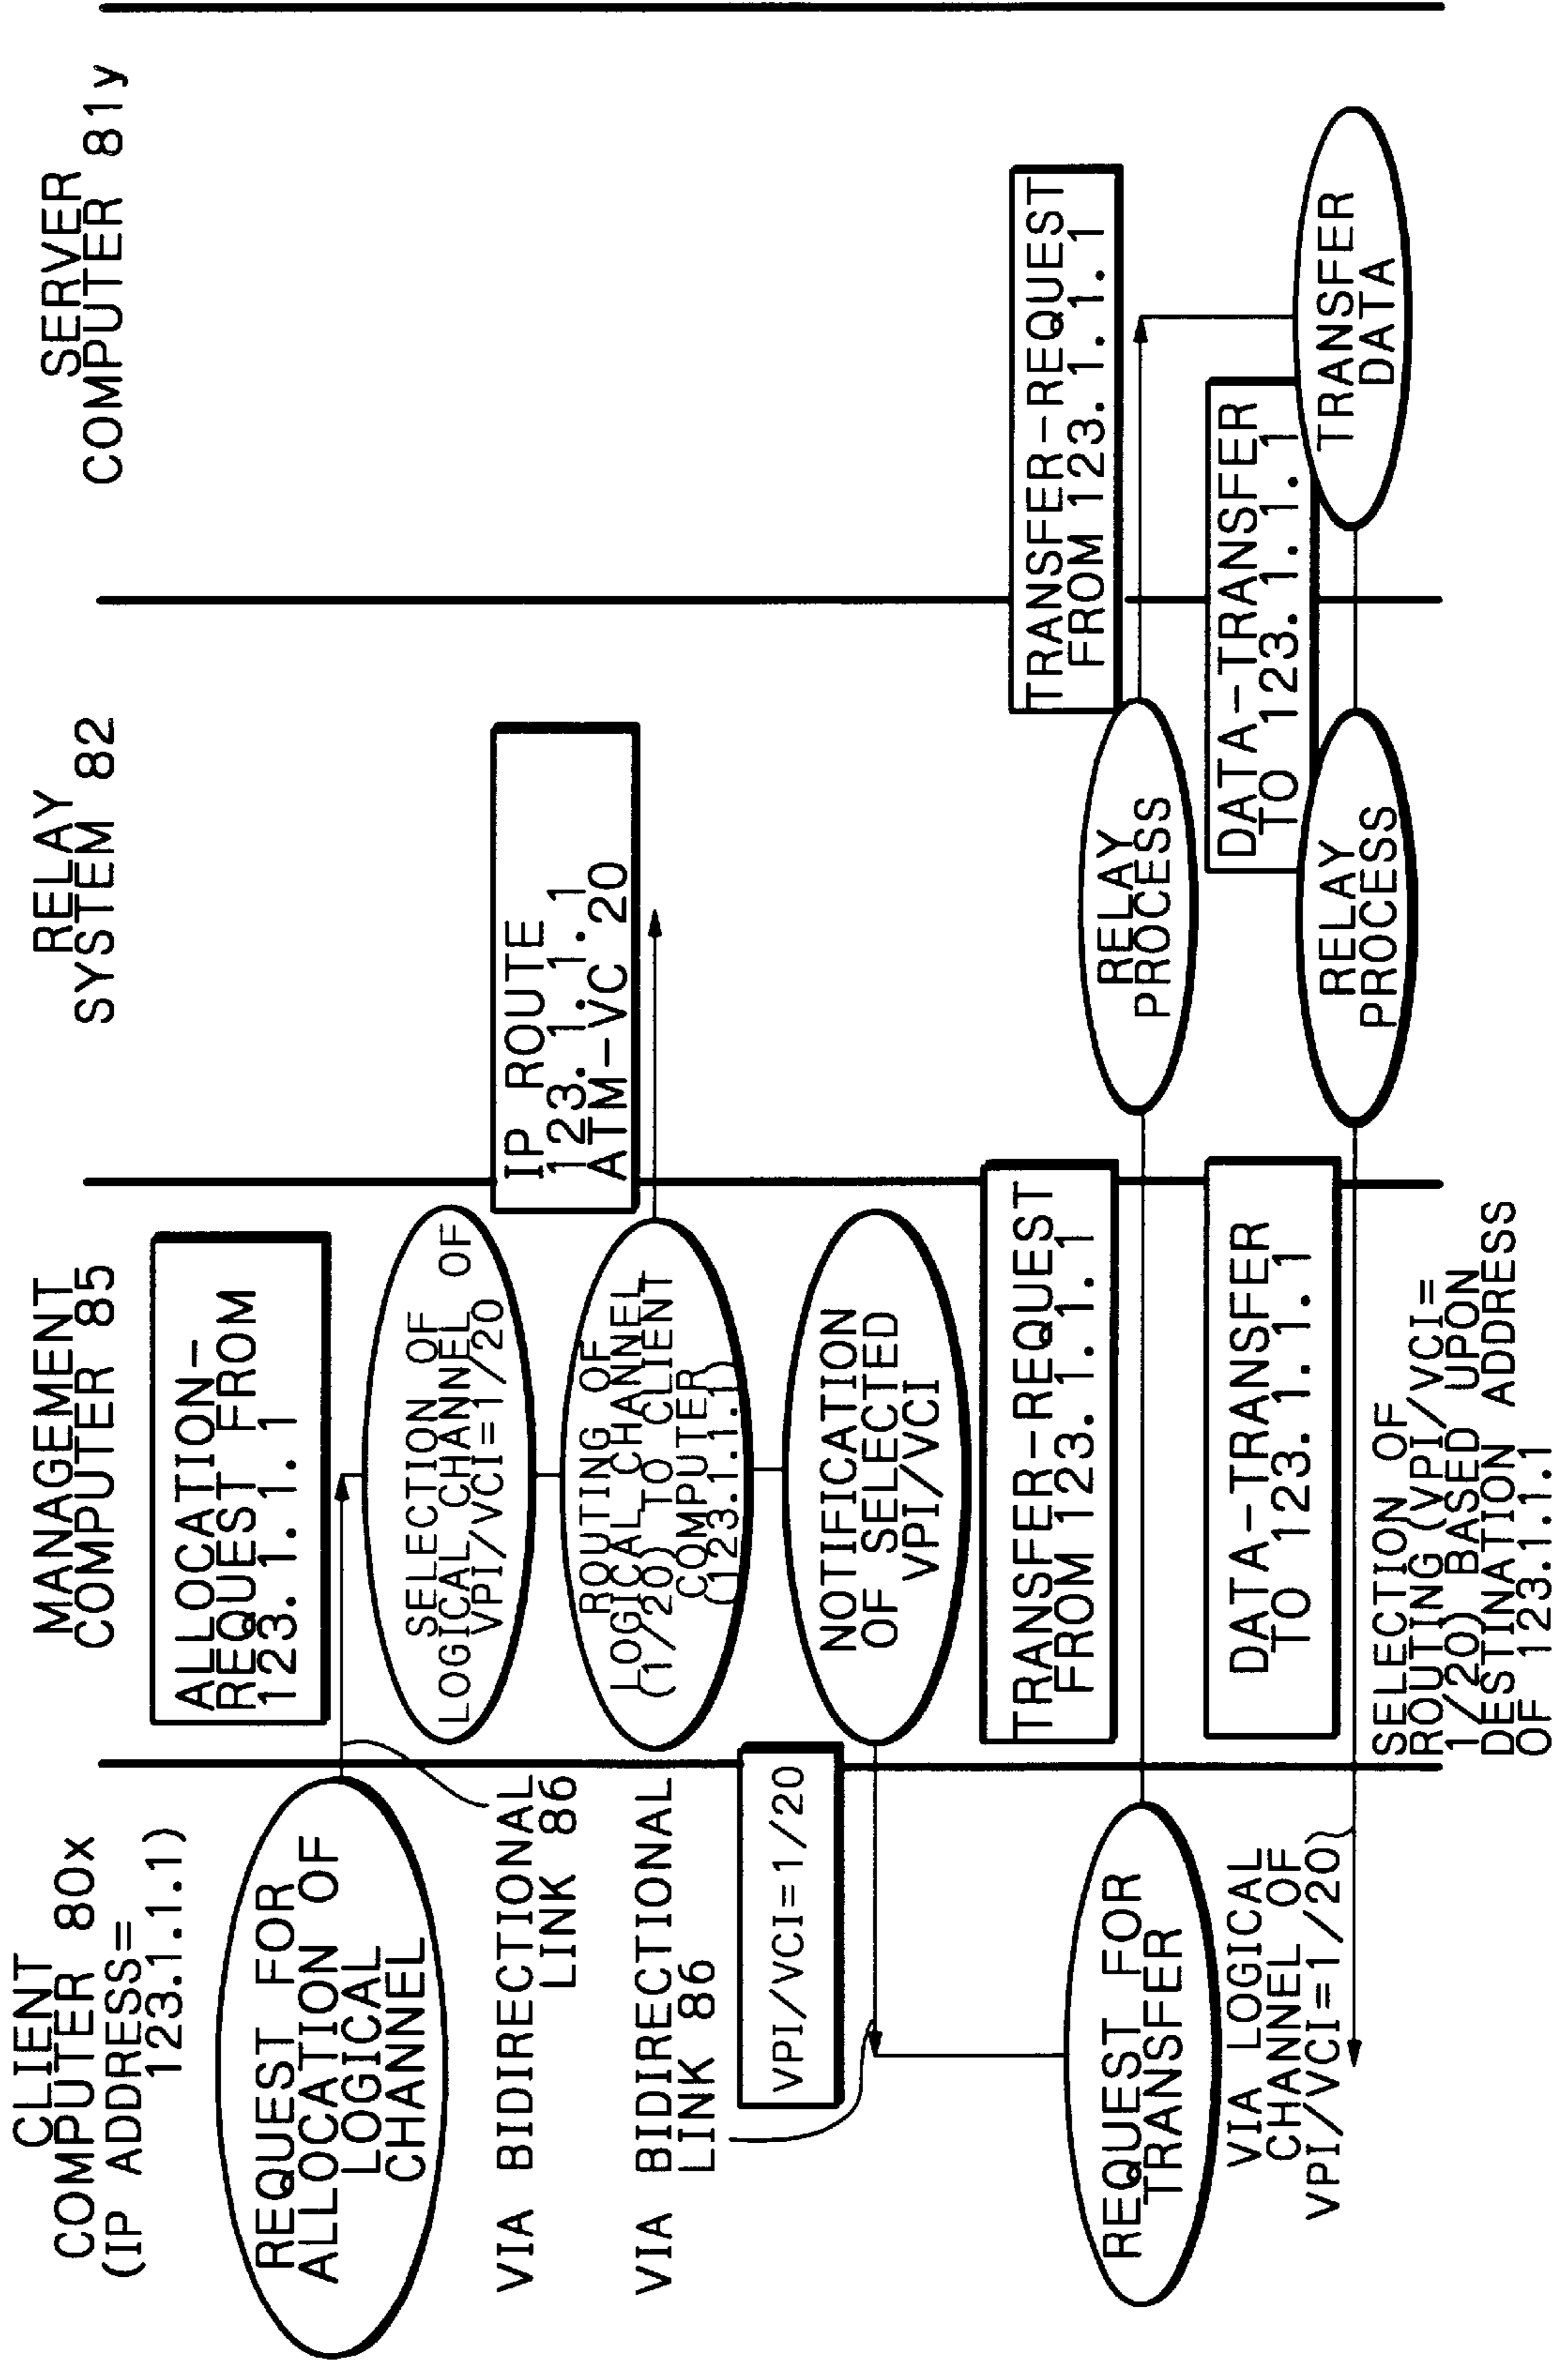 CLIENT
COMPUTER 80x
(IP ADDRESS=
123.1.1.1)
MANAGEMENT
COMPUTER 85
RELAY
SYSTEM 82
SERVER
COMPUTER 81y
REQUEST FOR
ALLOCATION OF
LOGICAL
CHANNEL
ALLOCATION-
REQUEST FROM
123.1.1.1
VIA BIDIRECTIONAL
LINK 86
SELECTION OF
LOGICAL CHANNEL OF
VPI/VCI=1/20
IP ROUTE
123.1.1.1
ATM-VC 20
ROUTING OF
LOGICAL CHANNEL
(1/20) TO CLIENT
COMPUTER
(123.1.1.1)
VIA BIDIRECTIONAL
LINK 86
VPI/VCI=1/20
NOTIFICATION
OF SELECTED
VPI/VCI
TRANSFER-REQUEST
FROM 123.1.1.1
TRANSFER-REQUEST
FROM 123.1.1.1
REQUEST FOR
TRANSFER
RELAY
PROCESS
DATA-TRANSFER
TO 123.1.1.1
DATA-TRANSFER
TO 123.1.1.1
VIA LOGICAL
CHANNEL OF
VPI/VCI=1/20
RELAY
PROCESS
TRANSFER
DATA
SELECTION OF
ROUTING (VPI/VCI=
1/20) BASED UPON
DESTINATION ADDRESS
OF 123.1.1.1